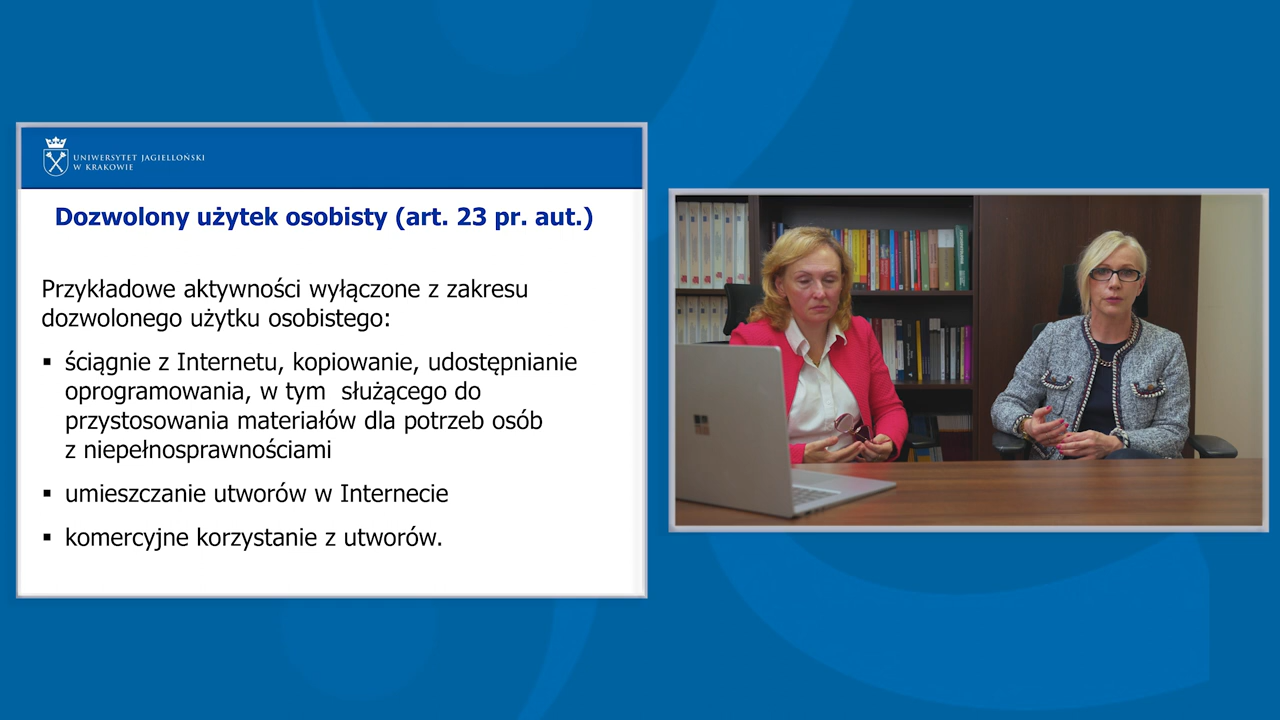 UNIWERSYTET JAGIELLOŃSKI
W KRAKOWIE
Dozwolony użytek osobisty (art. 23 pr. aut.)
Przykładowe aktywności wyłączone z zakresu
dozwolonego użytku osobistego:
▪ ściągnie z Internetu, kopiowanie, udostępnianie
oprogramowania, w tym służącego do
przystosowania materiałów dla potrzeb osób
z niepełnosprawnościami
▪ umieszczanie utworów w Internecie
▪ komercyjne korzystanie z utworów.